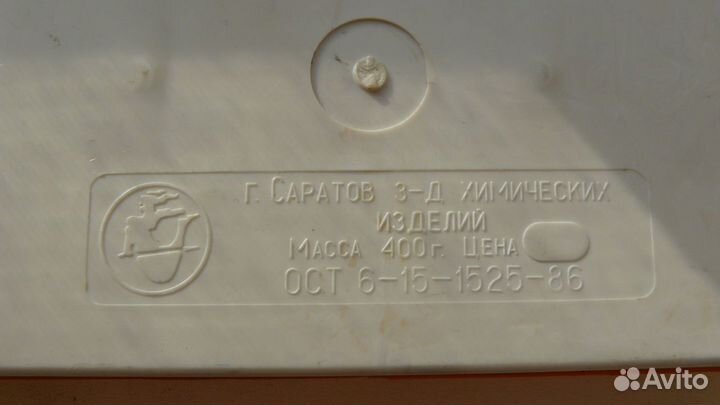 г. Саратов з-д химических
изделий
Масса 400г. Цена
ОСТ 6-15-1525-86
Avito